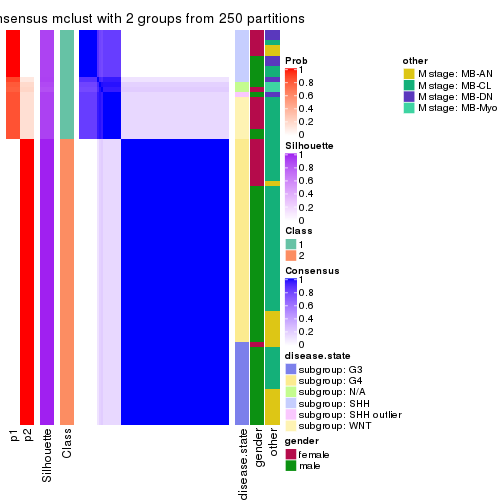 nsensus mclust with 2 groups from 250 partitions
Prob
1
0.8
0.6
0.4
0.2
0
Silhouette
1
0.8
0.6
0.4
0.2
0
Class
1
2
Consensus
1
0.8
0.6
0.4
0.2
0
disease.state
subgroup: G3
subgroup: G4
subgroup: N/A
subgroup: SHH
subgroup: SHH outlier
subgroup: WNT
gender
female
male
other
M stage: MB-AN
M stage: MB-CL
M stage: MB-DN
M stage: MB-Myo
p1
p2
Silhouette
Class
disease.state
gender
other